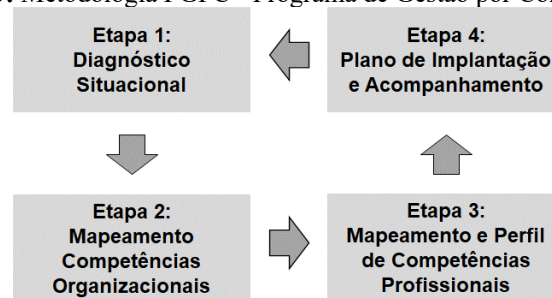 Metodologia PGPC - Programa de Gestão por
Etapa 1:
Diagnóstico
Situacional
Etapa 4:
Plano de Implantação
e Acompanhamento
Etapa 2:
Mapeamento
Competências
Organizacionais
Etapa 3:
Mapeamento e Perfil
de Competências
Profissionais